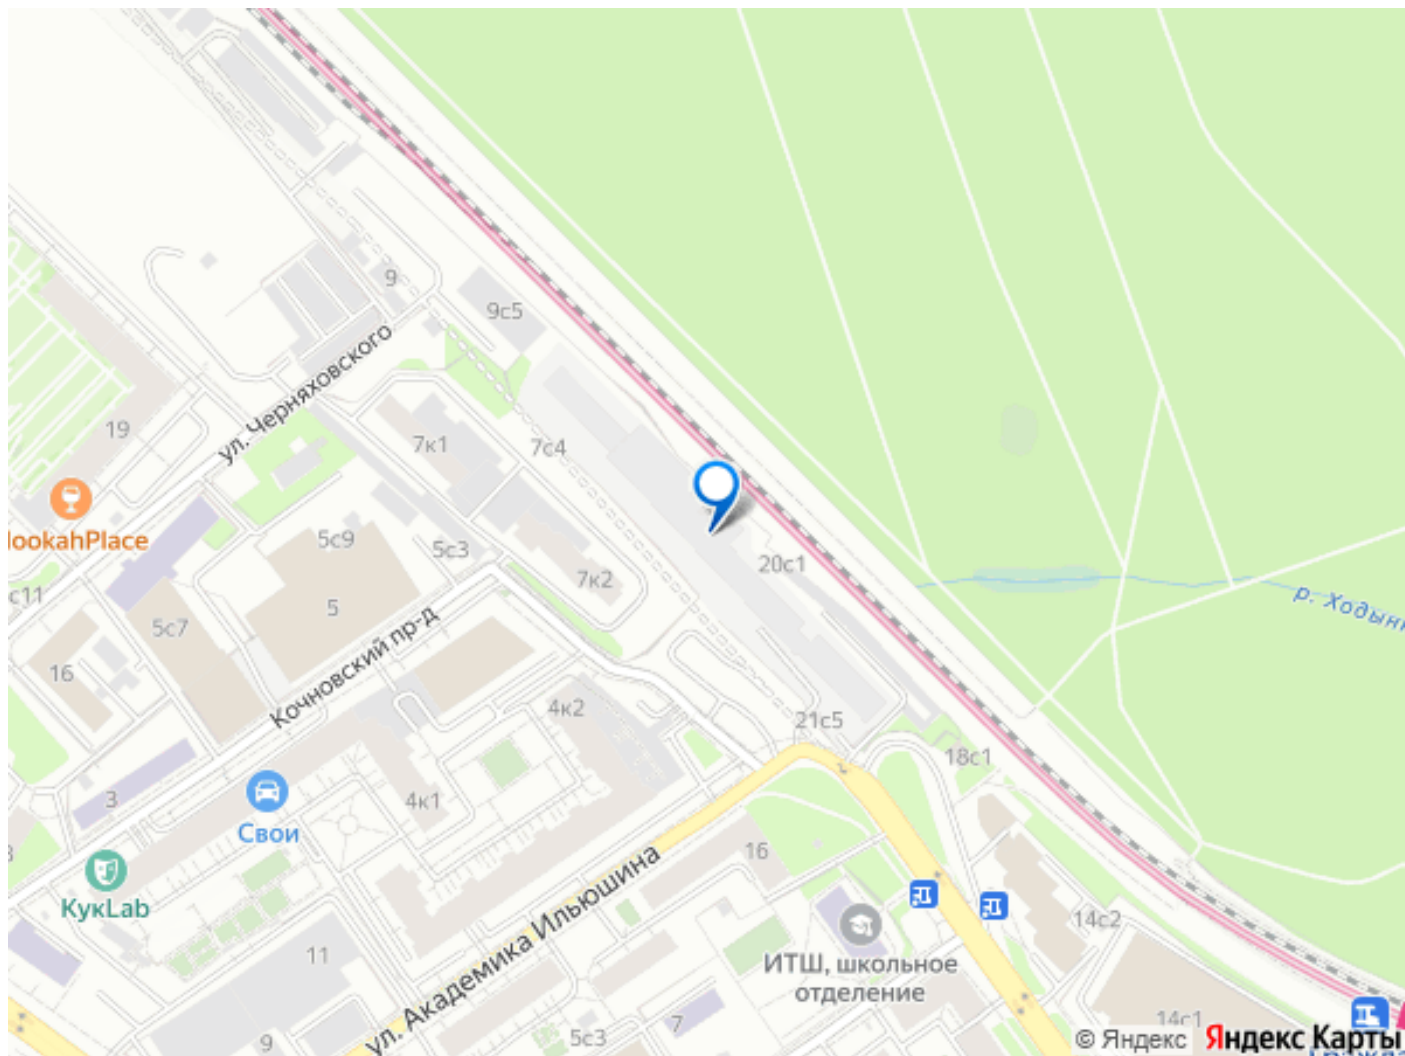 9
9с5
ул. Черняховского
19
7к1
7с4
HookahPlace
5с9
5с3
20с1
7к2
с11
5
р. Ходынк
5с7
16
Кочновский пр-д
4к2
21с5
18с1
3
4к1
Свои
16
КукLab
ул. Академика Ильюшина
14с2
11
ИТШ, школьное
отделение
7
14с1
5с3
9
© Яндекс Яндекс Карты